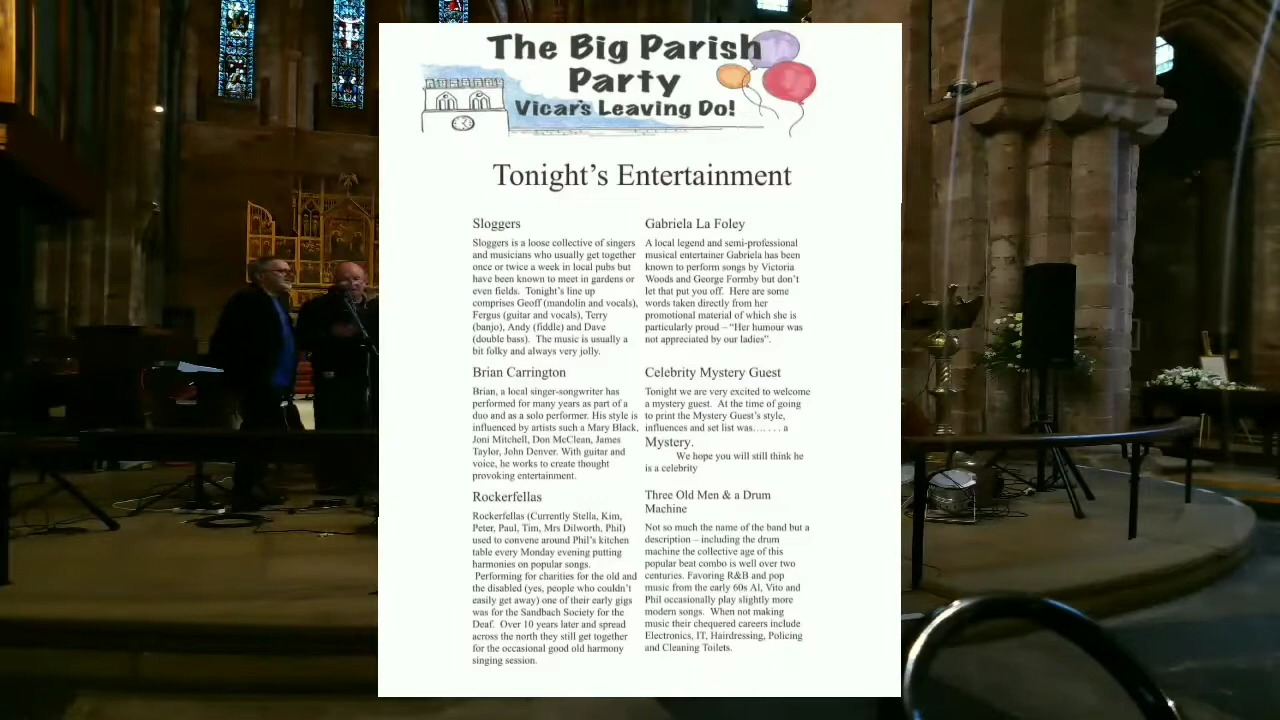 The Big Parish
Party
Vicar's Leaving Do!
Tonight's Entertainment
Sloggers
Sloggers is a loose collective of singers
and musicians who usually get together
once or twice a week in local pubs but
have been known to meet in gardens or
even fields. Tonight's line up
comprises Geoff (mandolin and vocals),
Fergus (guitar and vocals), Terry
(banjo), Andy (fiddle) and Dave
(double bass). The music is usually a
bit folky and always very jolly.
Brian Carrington
Brian, a local singer-songwriter has
performed for many years as part of a
duo and as a solo performer. His style is
influenced by artists such a Mary Black,
Joni Mitchell, Don McClean, James
Taylor, John Denver. With guitar and
voice, he works to create thought
provoking entertainment.
Rockerfellas
Rockerfellas (Currently Stella, Kim,
Peter, Paul, Tim, Mrs Dilworth, Phil)
used to convene around Phil's kitchen
table every Monday evening putting
harmonies on popular songs.
Performing for charities for the old and
the disabled (yes, people who couldn't
easily get away) one of their early gigs
was for the Sandbach Society for the
Deaf. Over 10 years later and spread
across the north they still get together
for the occasional good old harmony
singing session.
Gabriela La Foley
A local legend and semi-professional
musical entertainer Gabriela has been
known to perform songs by Victoria
Woods and George Formby but don't
let that put you off. Here are some
words taken directly from her
promotional material of which she is
particularly proud – "Her humour was
not appreciated by our ladies".
Celebrity Mystery Guest
Tonight we are very excited to welcome
a mystery guest. At the time of going
to print the Mystery Guest's style,
influences and set list was…. . . . a
Mystery.
We hope you will still think he
is a celebrity
Three Old Men & a Drum
Machine
Not so much the name of the band but a
description – including the drum
machine the collective age of this
popular beat combo is well over two
centuries. Favoring R&B and pop
music from the early 60s Al, Vito and
Phil occasionally play slightly more
modern songs. When not making
music their chequered careers include
Electronics, IT, Hairdressing, Policing
and Cleaning Toilets.